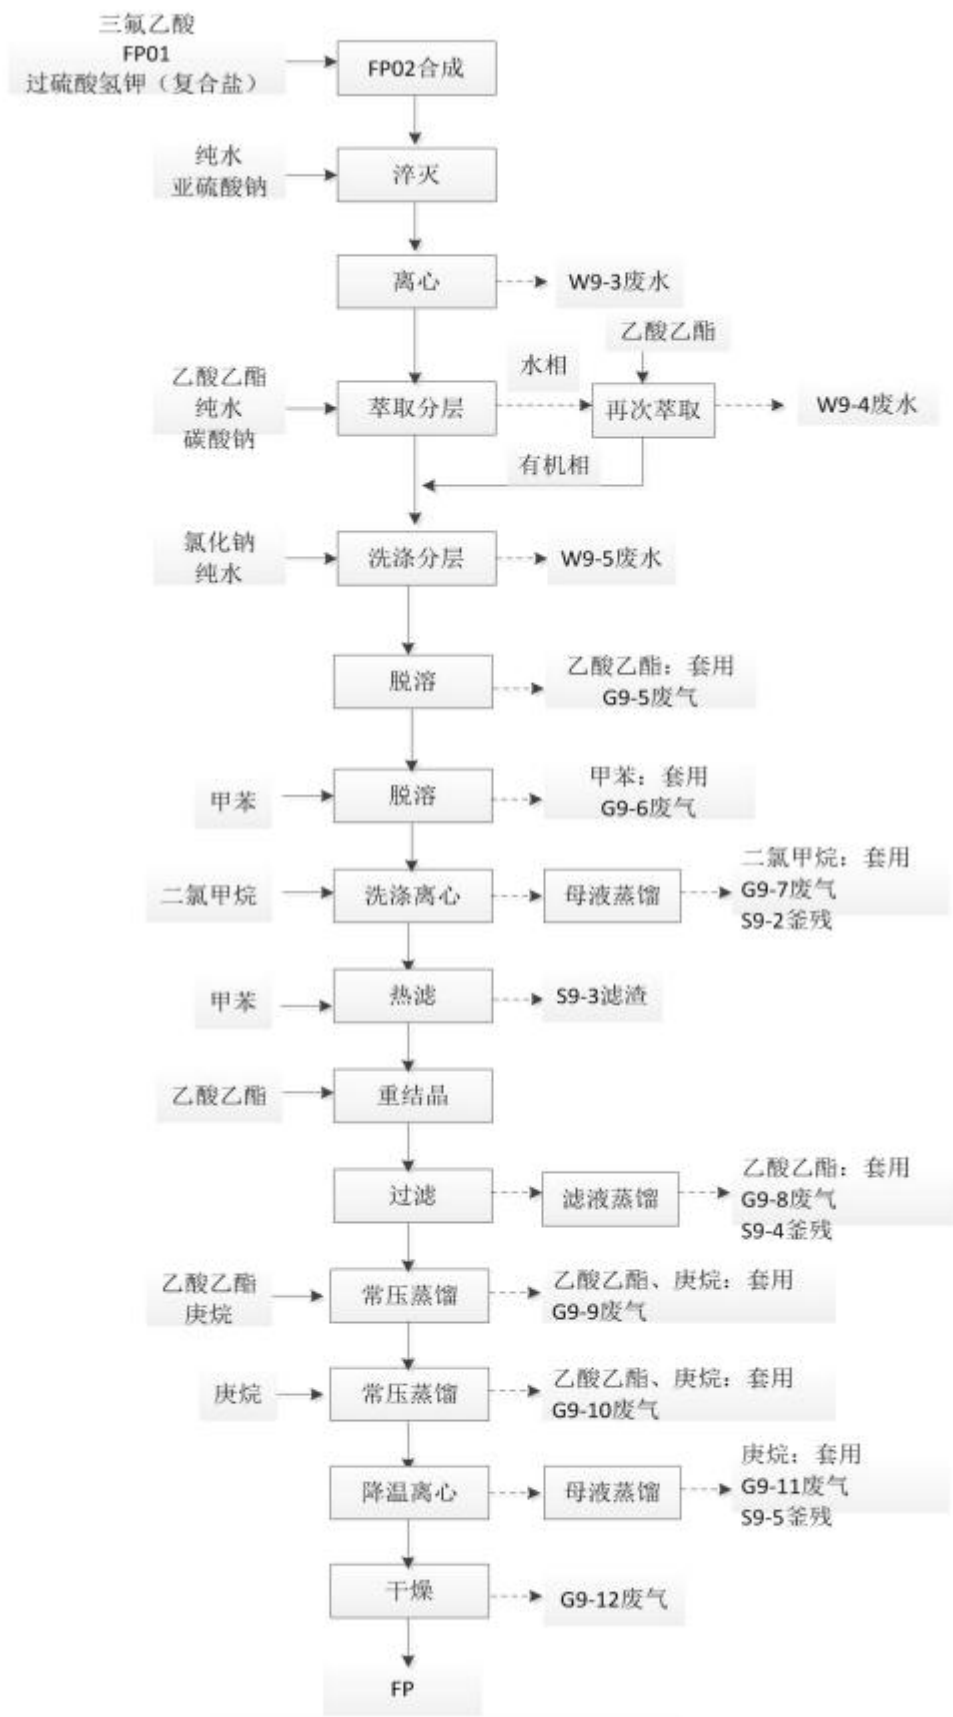 三氟乙酸
FP01
过硫酸氢钾（复合盐）
FP02合成
纯水
亚硫酸钠
淬灭
离心
W9-3废水
乙酸乙酯
水相
乙酸乙酯
纯水
碳酸钠
萃取分层
再次萃取
W9-4废水
有机相
氯化钠
纯水
洗涤分层
W9-5废水
脱溶
乙酸乙酯：套用
G9-5废气
甲苯
脱溶
甲苯：套用
G9-6废气
二氯甲烷
洗涤离心
母液蒸馏
二氯甲烷：套用
G9-7废气
S9-2釜残
甲苯
热滤
S9-3滤渣
乙酸乙酯
重结晶
过滤
滤液蒸馏
乙酸乙酯：套用
G9-8废气
S9-4釜残
乙酸乙酯
庚烷
常压蒸馏
乙酸乙酯、庚烷：套用
G9-9废气
庚烷
常压蒸馏
乙酸乙酯、庚烷：套用
G9-10废气
降温离心
母液蒸馏
庚烷：套用
G9-11废气
S9-5釜残
干燥
G9-12废气
FP